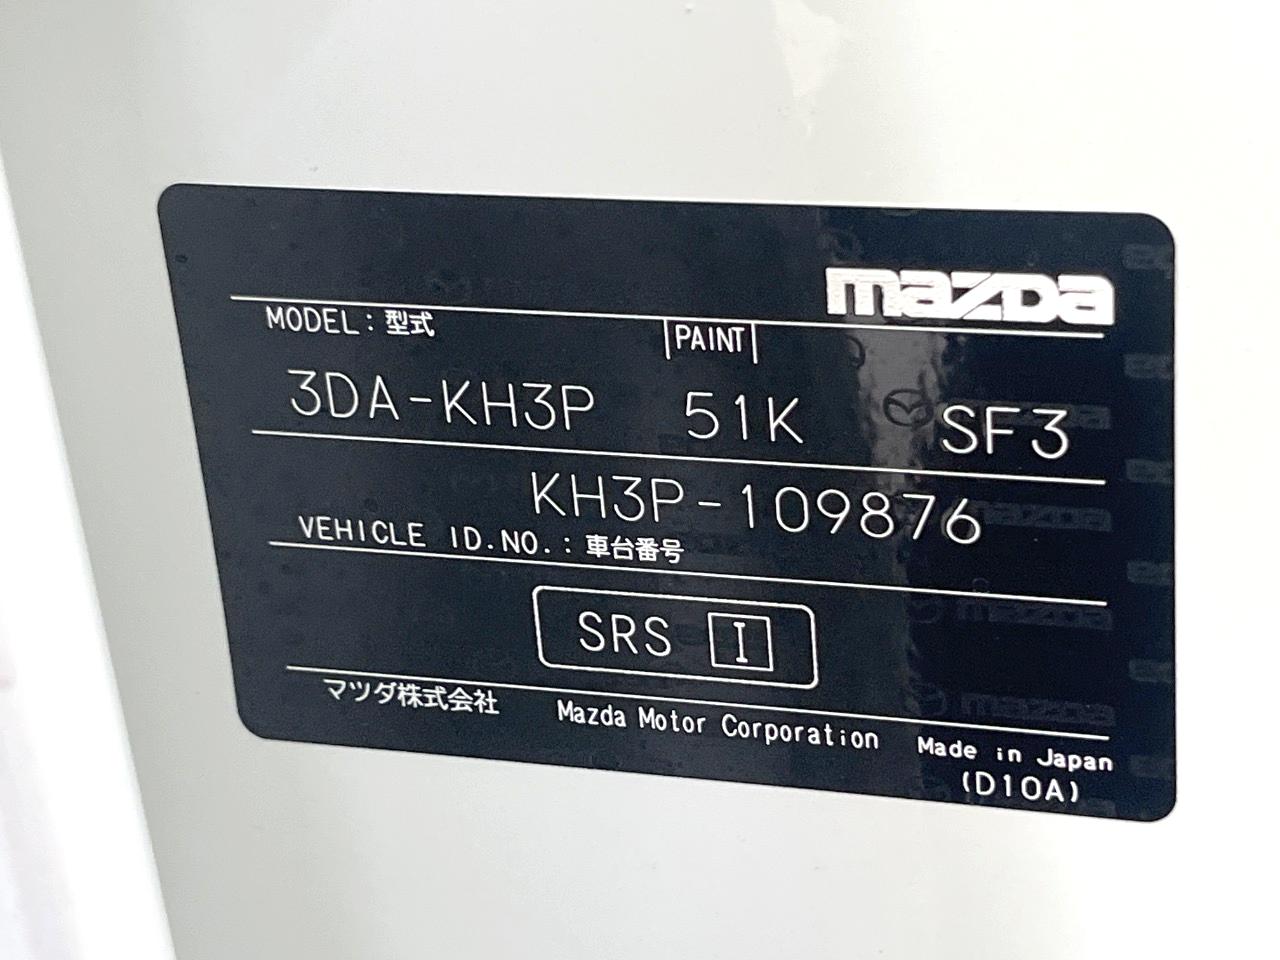 mazda
MODEL:型式 PAINT
3DA-KH3P 51K SF3
KH3P-109876
VEHICLE ID.NO.:車台番号
SRS I
マツダ株式会社 Mazda Motor Corporation Made in Japan
(D10A)